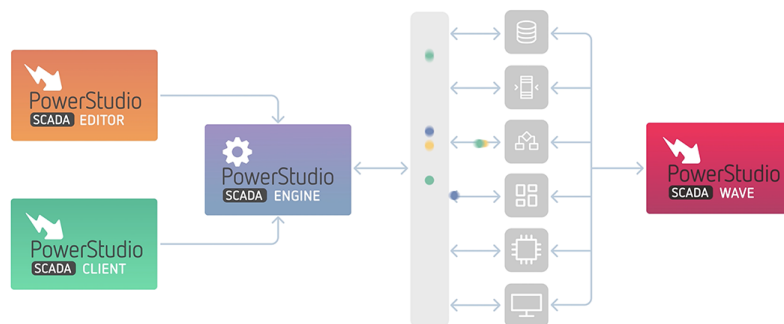 PowerStudio
SCADA EDITOR
PowerStudio
SCADA ENGINE
PowerStudio
SCADA CLIENT
PowerStudio
SCADA WAVE